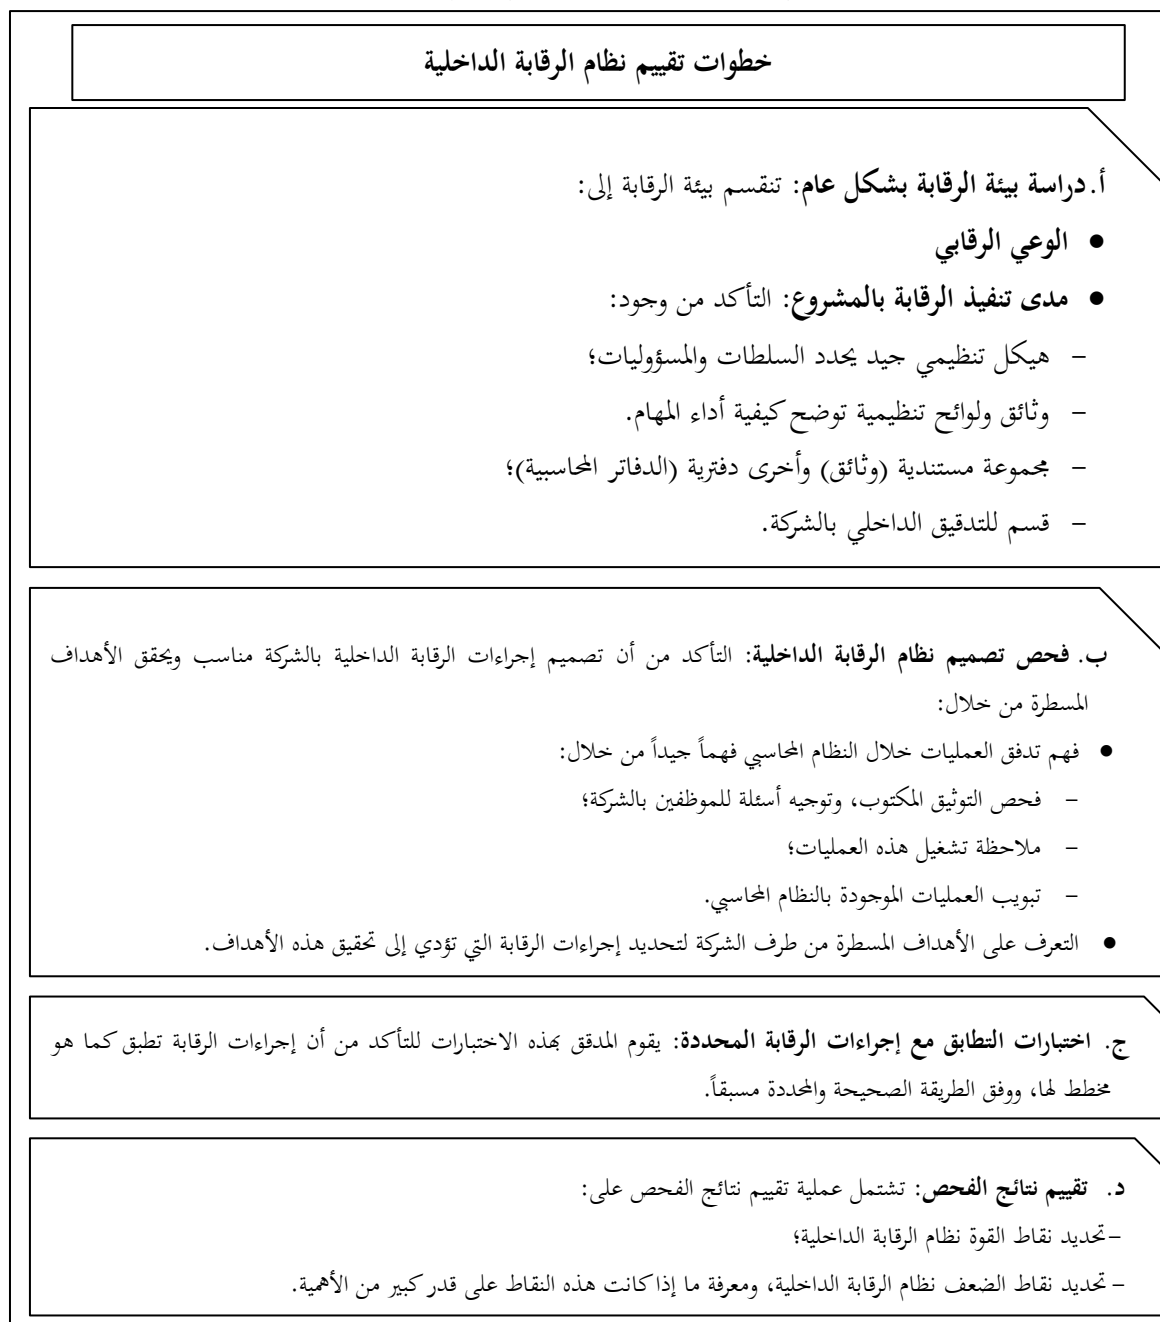 خطوات تقييم نظام الرقابة الداخلية
أ. دراسة بيئة الرقابة بشكل عام: تنقسم بيئة الرقابة إلى:
● الوعي الرقابي
● مدى تنفيذ الرقابة بالمشروع: التأكد من وجود:
- هيكل تنظيمي جيد يحدد السلطات والمسؤوليات؛
- وثائق ولوائح تنظيمية توضح كيفية أداء المهام.
- مجموعة مستندية (وثائق) وأخرى دفترية (الدفاتر المحاسبية)؛
- قسم للتدقيق الداخلي بالشركة.
ب. فحص تصميم نظام الرقابة الداخلية: التأكد من أن تصميم إجراءات الرقابة الداخلية بالشركة مناسب ويحقق الأهداف
المسطرة من خلال:
● فهم تدفق العمليات خلال النظام المحاسبي فهماً جيداً من خلال:
- فحص التوثيق المكتوب، وتوجيه أسئلة للموظفين بالشركة؛
- ملاحظة تشغيل هذه العمليات؛
- تبويب العمليات الموجودة بالنظام المحاسبي.
● التعرف على الأهداف المسطرة من طرف الشركة لتحديد إجراءات الرقابة التي تؤدي إلى تحقيق هذه الأهداف.
ج. اختبارات التطابق مع إجراءات الرقابة المحددة: يقوم المدقق بهذه الاختبارات للتأكد من أن إجراءات الرقابة تطبق كما هو
مخطط لها، ووفق الطريقة الصحيحة والمحددة مسبقاً.
د. تقييم نتائج الفحص: تشتمل عملية تقييم نتائج الفحص على:
-تحديد نقاط القوة نظام الرقابة الداخلية؛
- تحديد نقاط الضعف نظام الرقابة الداخلية، ومعرفة ما إذا كانت هذه النقاط على قدر كبير من الأهمية.